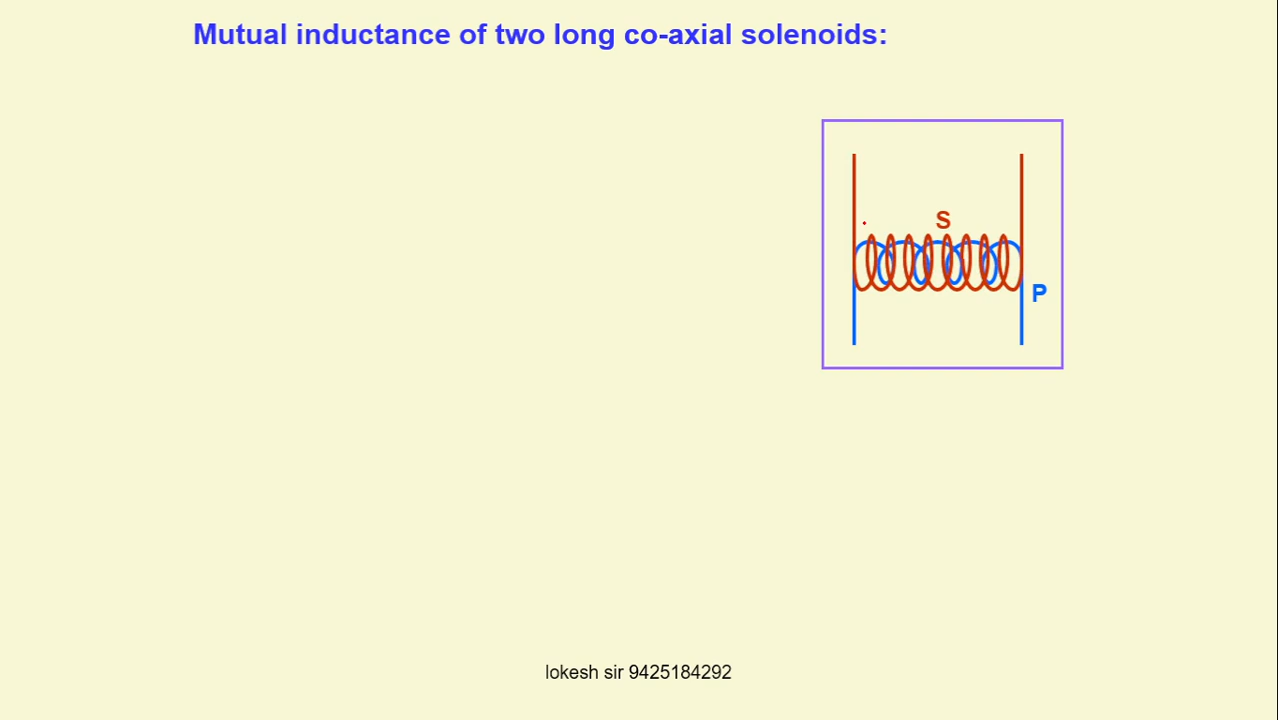 Mutual inductance of two long co-axial solenoids:
S
P
lokesh sir 9425184292